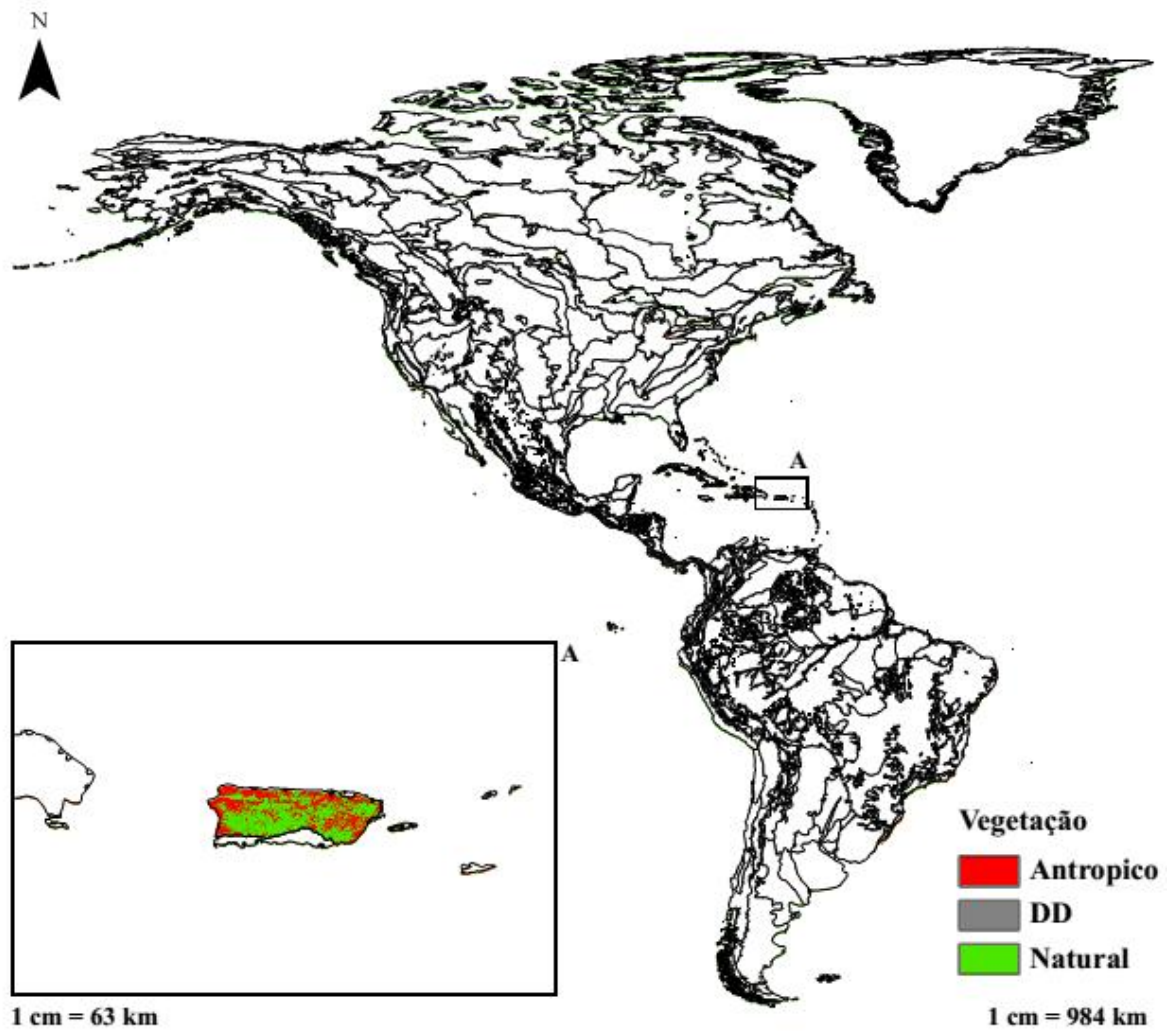 N
A
A
Vegetação
Antropico
DD
Natural
1 cm = 63 km
1 cm = 984 km